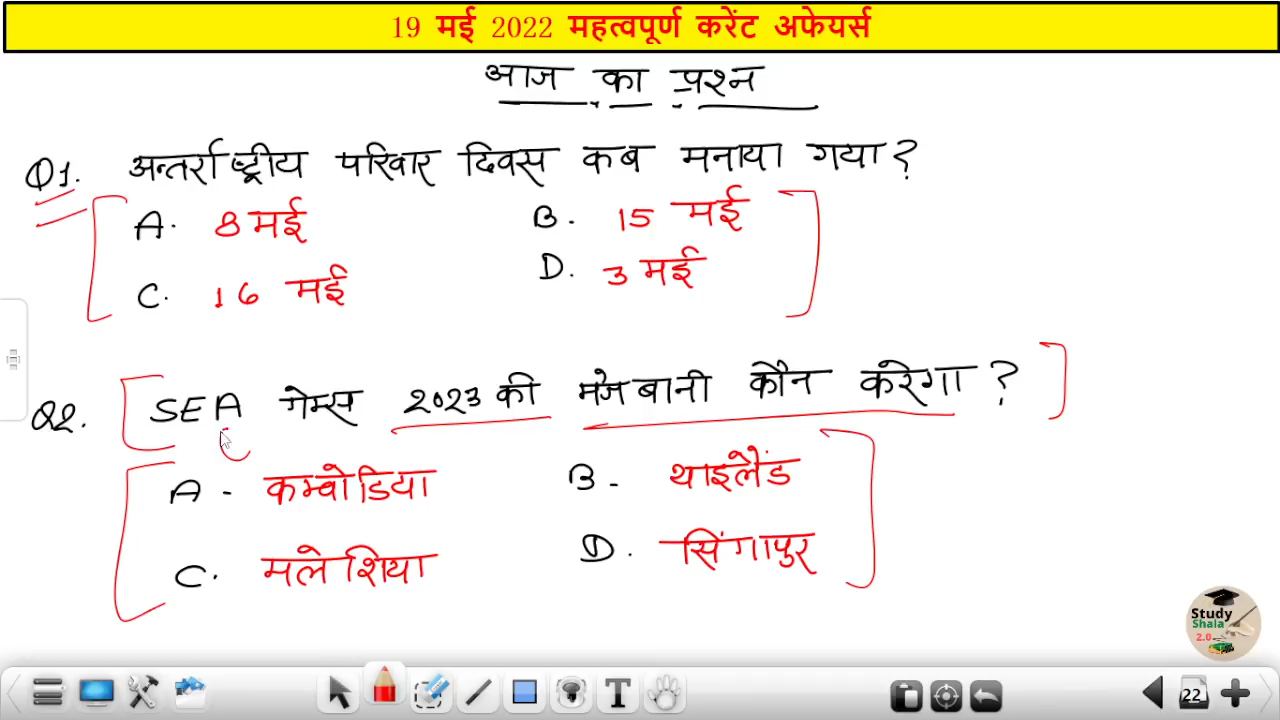 19 मई 2022 महत्वपूर्ण करेंट अफेयर्स
आज का प्रश्न
Q1. अन्तर्राष्ट्रीय परिवार दिवस कब मनाया गया?
A. 8 मई B. 15 मई
C. 16 मई D. 3 मई
Q2. SEA गेम्स 2023 की मेजबानी कौन करेगा?
A - कम्बोडिया B - थाइलैंड
C. मलेशिया D. सिंगापुर
Study
Shala
2.0
T
22